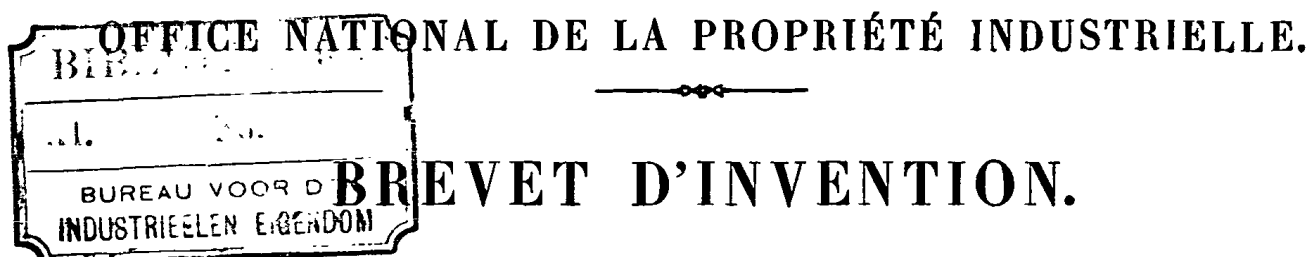 OFFICE NATIONAL DE LA PROPRIÉTÉ INDUSTRIELLE.
BREVET D'INVENTION.
BUREAU VOOR D
INDUSTRIEELEN EIGENDOM